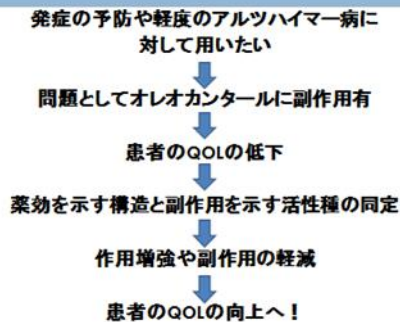 発症の予防や軽度のアルツハイマー病に
対して用いたい
問題としてオレオカンタールに副作用有
患者のQOLの低下
薬効を示す構造と副作用を示す活性種の同定
作用増強や副作用の軽減
患者のQOLの向上へ！